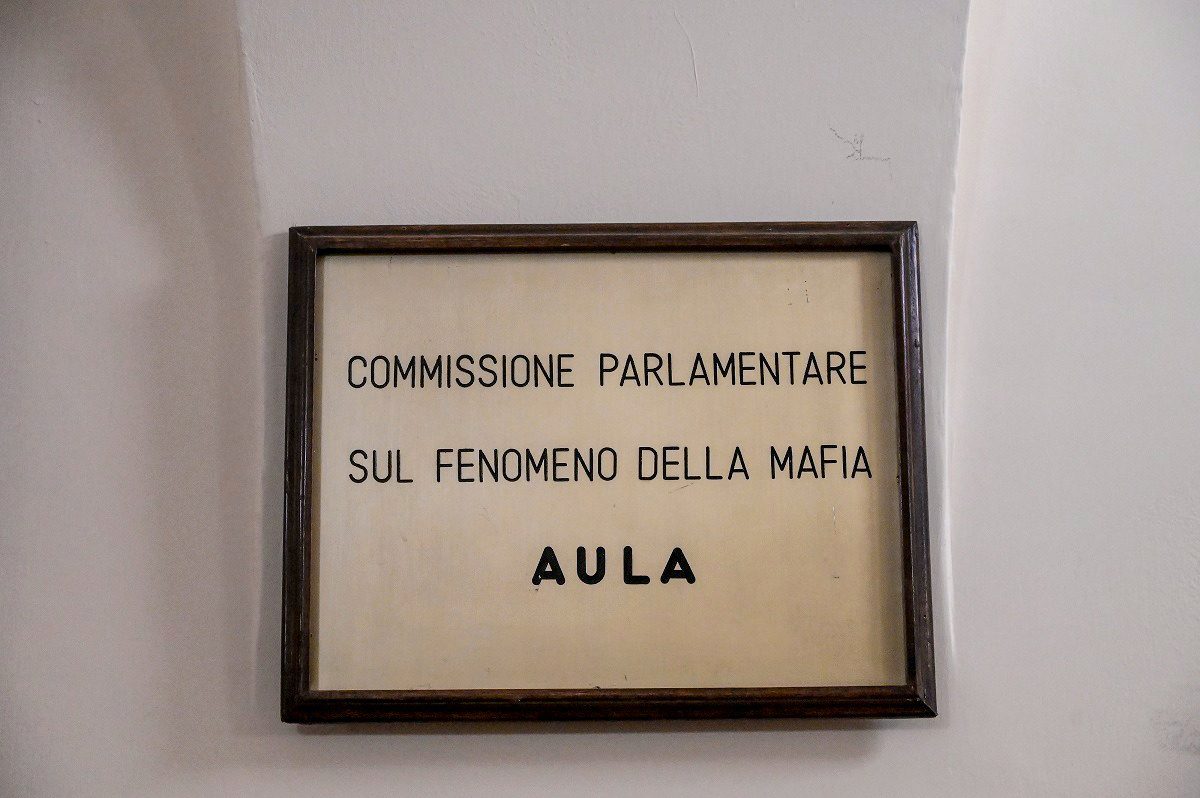 COMMISSIONE PARLAMENTARE
SUL FENOMENO DELLA MAFIA
AULA